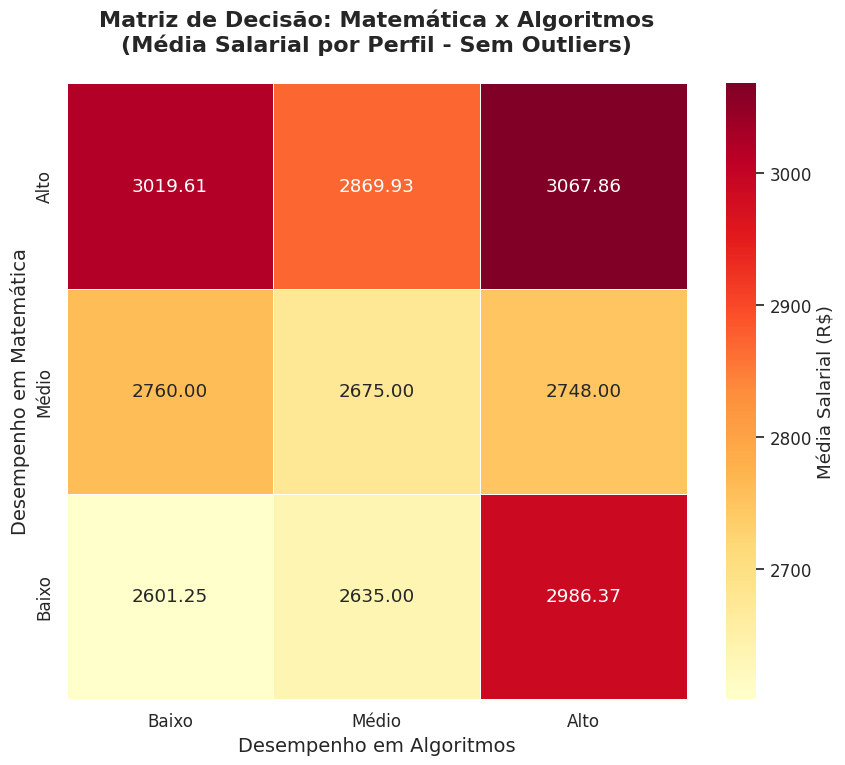 Matriz de Decisão: Matemática x Algoritmos
(Média Salarial por Perfil - Sem Outliers)
Desempenho em Matemática
Alto
3019.61
2869.93
3067.86
Médio
2760.00
2675.00
2748.00
Baixo
2601.25
2635.00
2986.37
Baixo
Médio
Alto
Desempenho em Algoritmos
3000
2900
2800
2700
Média Salarial (R$)